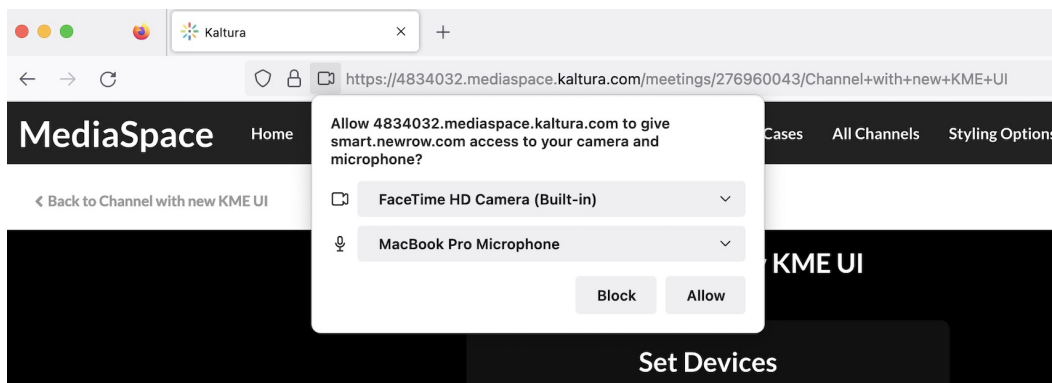 Kaltura
https://4834032.mediaspace.kaltura.com/meetings/276960043/Channel+with+new+KME+UI
MediaSpace Home Cases All Channels Styling Options
Allow 4834032.mediaspace.kaltura.com to give
smart.newrow.com access to your camera and
microphone?
Back to Channel with new KME UI
FaceTime HD Camera (Built-in)
MacBook Pro Microphone
KME UI
Block Allow
Set Devices